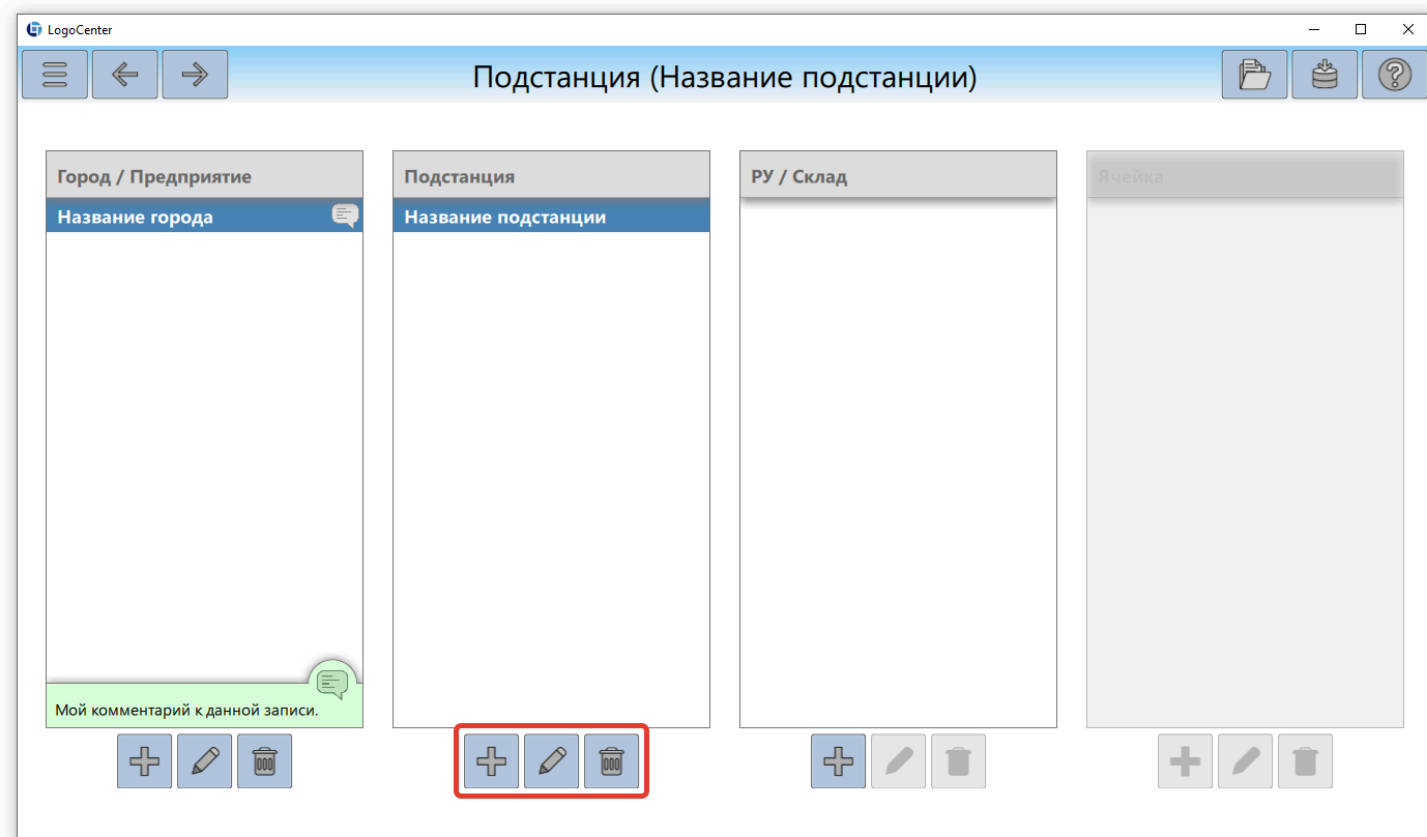 LogoCenter
Подстанция (Название подстанции)
Город / Предприятие
Подстанция
РУ / Склад
Ячейка
Название города
Название подстанции
Мой комментарий к данной записи.